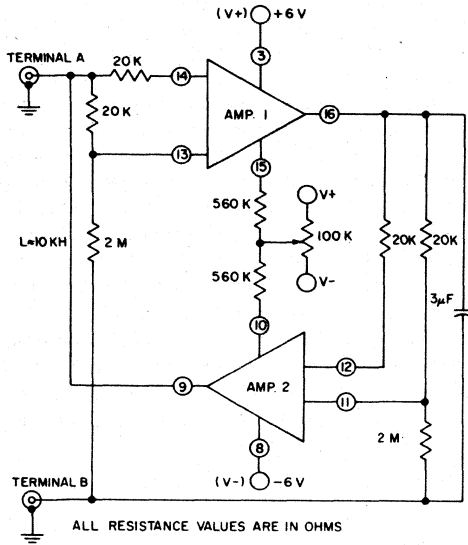 (V+) +6 V
3
TERMINAL A
20 K
14
AMP. 1
16
20 K
13
15
V+
560 K
L≈10 KH
2 M
100 K
20K
20K
560 K
V-
3µF
10
12
9
AMP. 2
11
8
2 M
(V-) -6 V
TERMINAL B
ALL RESISTANCE VALUES ARE IN OHMS